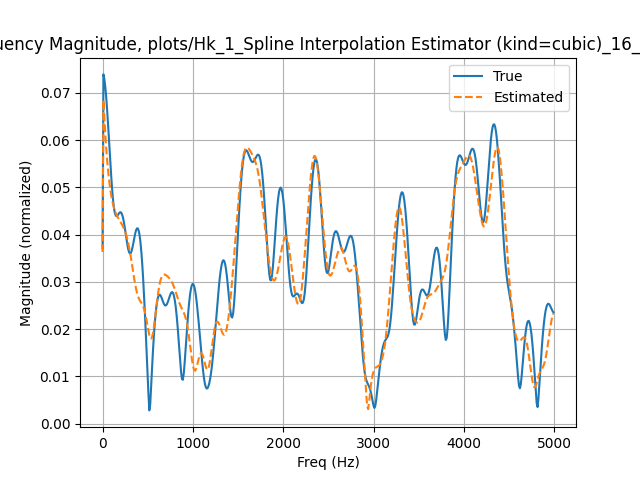 uency Magnitude, plots/Hk_1_Spline Interpolation Estimator (kind=cubic)_16_
True
Estimated
Magnitude (normalized)
0.07
0.06
0.05
0.04
0.03
0.02
0.01
0.00
0
1000
2000
3000
4000
5000
Freq (Hz)